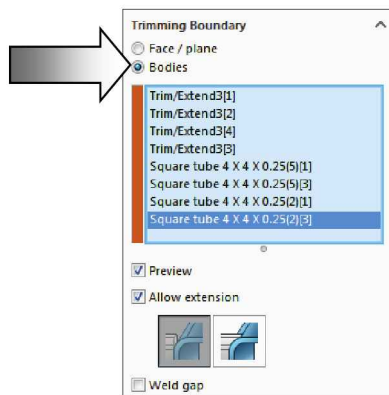 Trimming Boundary
Face / plane
Bodies
Trim/Extend3[1]
Trim/Extend3[2]
Trim/Extend3[4]
Trim/Extend3[3]
Square tube 4 X 4 X 0.25(5)[1]
Square tube 4 X 4 X 0.25(5)[3]
Square tube 4 X 4 X 0.25(2)[1]
Square tube 4 X 4 X 0.25(2)[3]
Preview
Allow extension
Weld gap